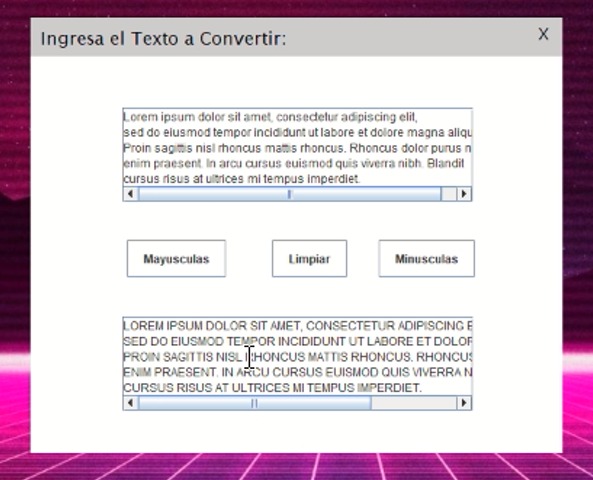 Ingresa el Texto a Convertir:
X
Lorem ipsum dolor sit amet, consectetur adipiscing elit,
sed do eiusmod tempor incididunt ut labore et dolore magna aliqu
Proin sagittis nisl rhoncus mattis rhoncus. Rhoncus dolor purus n
enim praesent. In arcu cursus euismod quis viverra nibh. Blandit
cursus risus at ultrices mi tempus imperdiet.
Mayusculas
Limpiar
Minusculas
LOREM IPSUM DOLOR SIT AMET, CONSECTETUR ADIPISCING E
SED DO EIUSMOD TEMPOR INCIDIDUNT UT LABORE ET DOLOR
PROIN SAGITTIS NISL RHONCUS MATTIS RHONCUS. RHONCUS
ENIM PRAESENT. IN ARCU CURSUS EUISMOD QUIS VIVERRA N
CURSUS RISUS AT ULTRICES MI TEMPUS IMPERDIET.